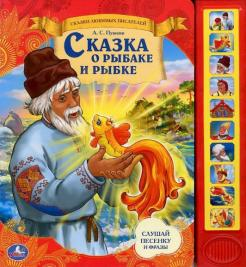 СКАЗКИ ЛЮБИМЫХ ПИСАТЕЛЕЙ
А. С. Пушкин
СКАЗКА
О РЫБАКЕ
И РЫБКЕ
СЛУШАЙ
ПЕСЕНКУ
И ФРАЗЫ